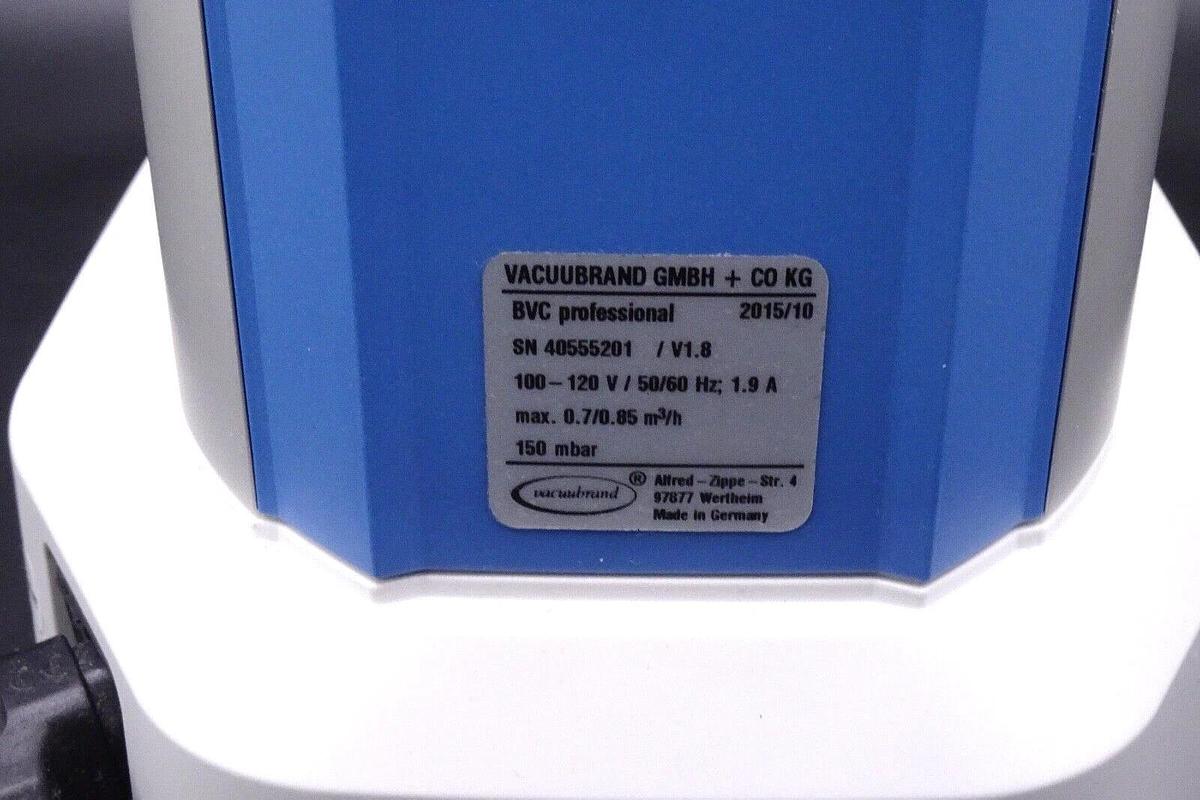 VACUUBRAND GMBH + CO KG
BVC professional 2015/10
SN 40555201 / V1.8
100–120 V / 50/60 Hz; 1.9 A
max. 0.7/0.85 m³/h
150 mbar
vacuubrand ®
Alfred–Zippe–Str. 4
97877 Wertheim
Made in Germany